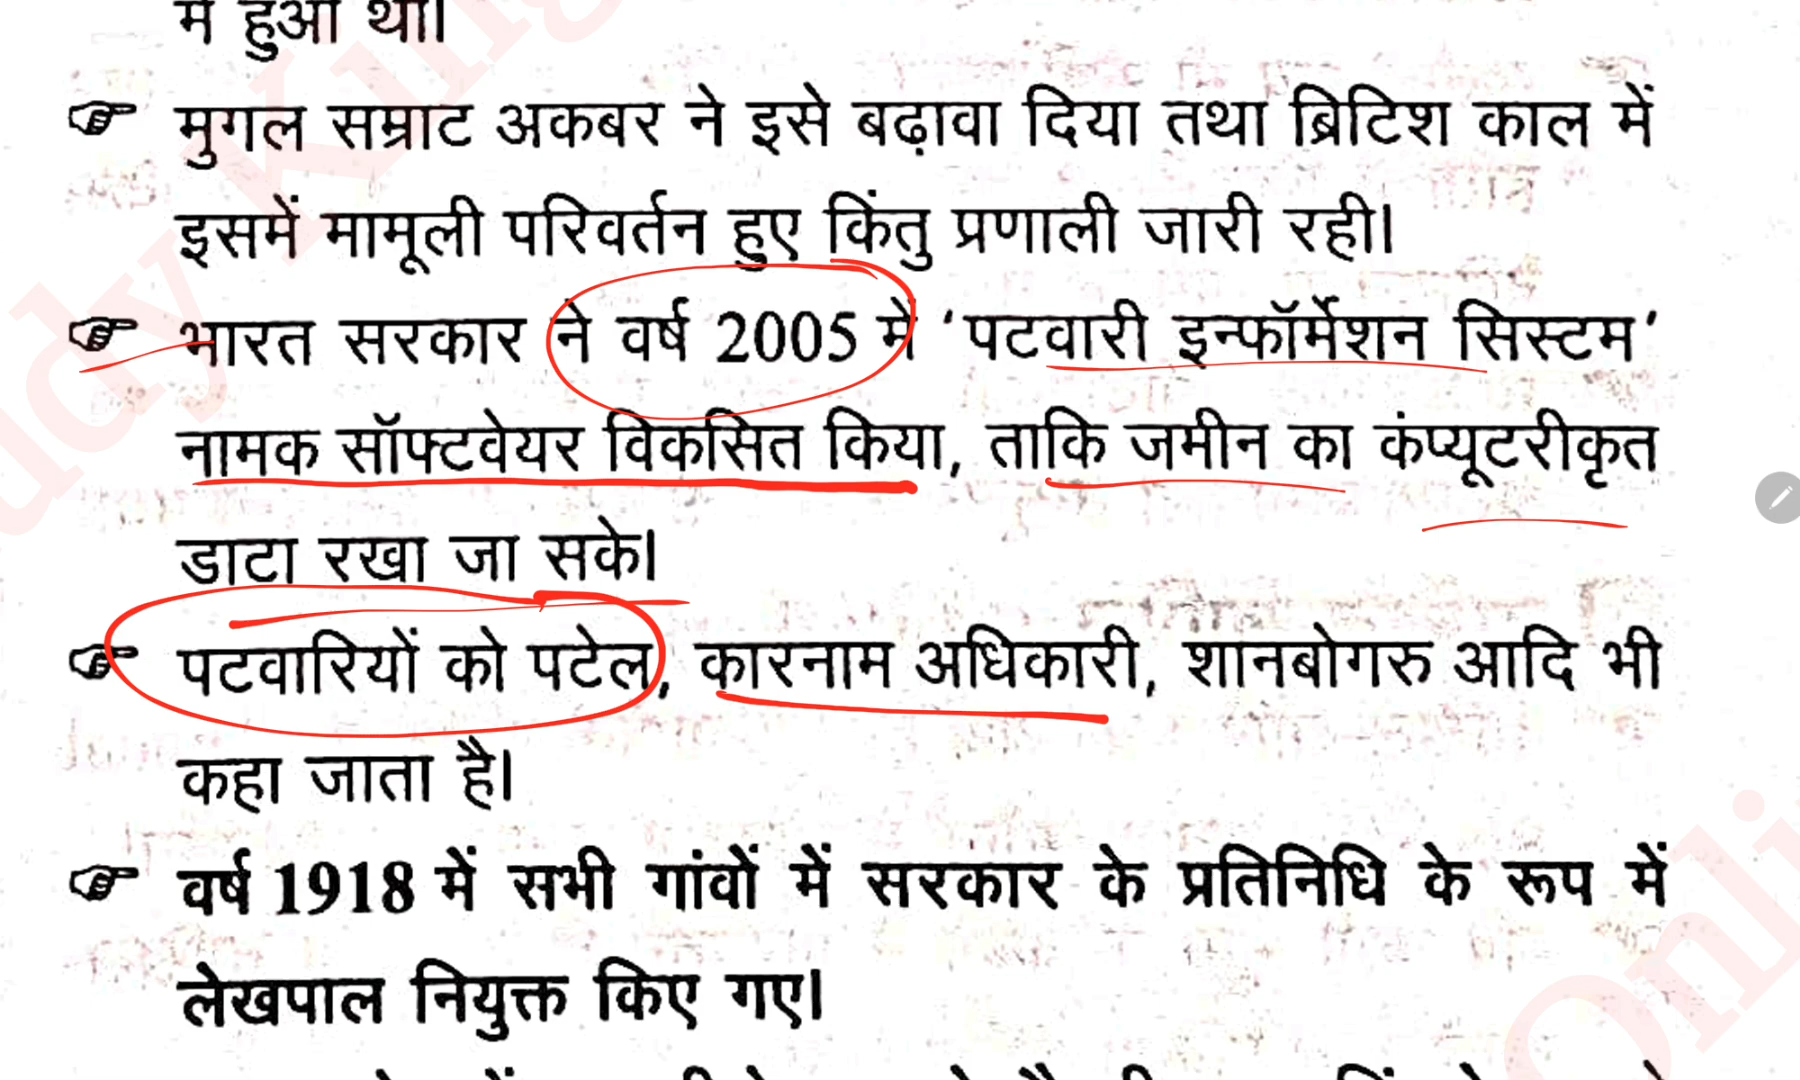 में हुआ था।
☞ मुगल सम्राट अकबर ने इसे बढ़ावा दिया तथा ब्रिटिश काल में
इसमें मामूली परिवर्तन हुए किंतु प्रणाली जारी रही।
☞ भारत सरकार ने वर्ष 2005 में ‘पटवारी इन्फॉर्मेशन सिस्टम’
नामक सॉफ्टवेयर विकसित किया, ताकि जमीन का कंप्यूटरीकृत
डाटा रखा जा सके।
☞ पटवारियों को पटेल, कारनाम अधिकारी, शानबोगरु आदि भी
कहा जाता है।
☞ वर्ष 1918 में सभी गांवों में सरकार के प्रतिनिधि के रूप में
लेखपाल नियुक्त किए गए।